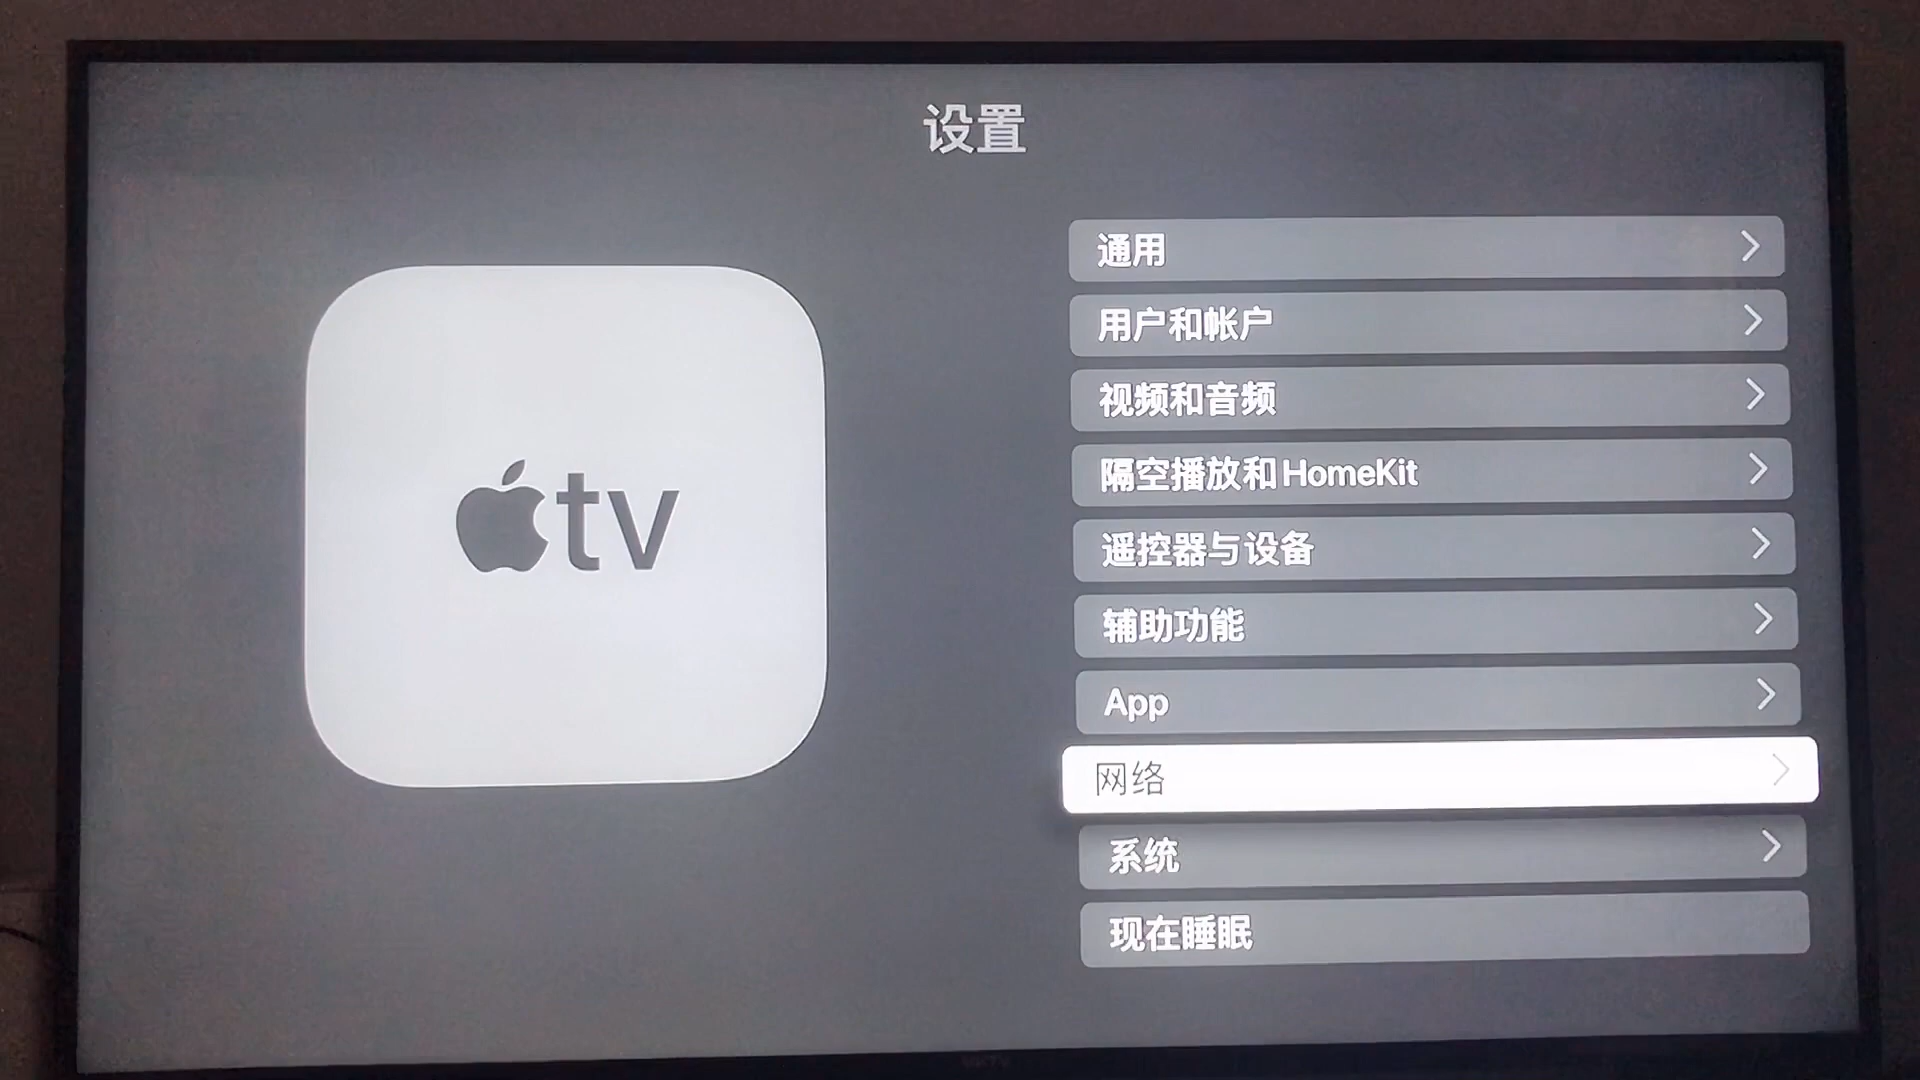 设置
tv
通用
用户和帐户
视频和音频
隔空播放和HomeKit
遥控器与设备
辅助功能
App
网络
系统
现在睡眠